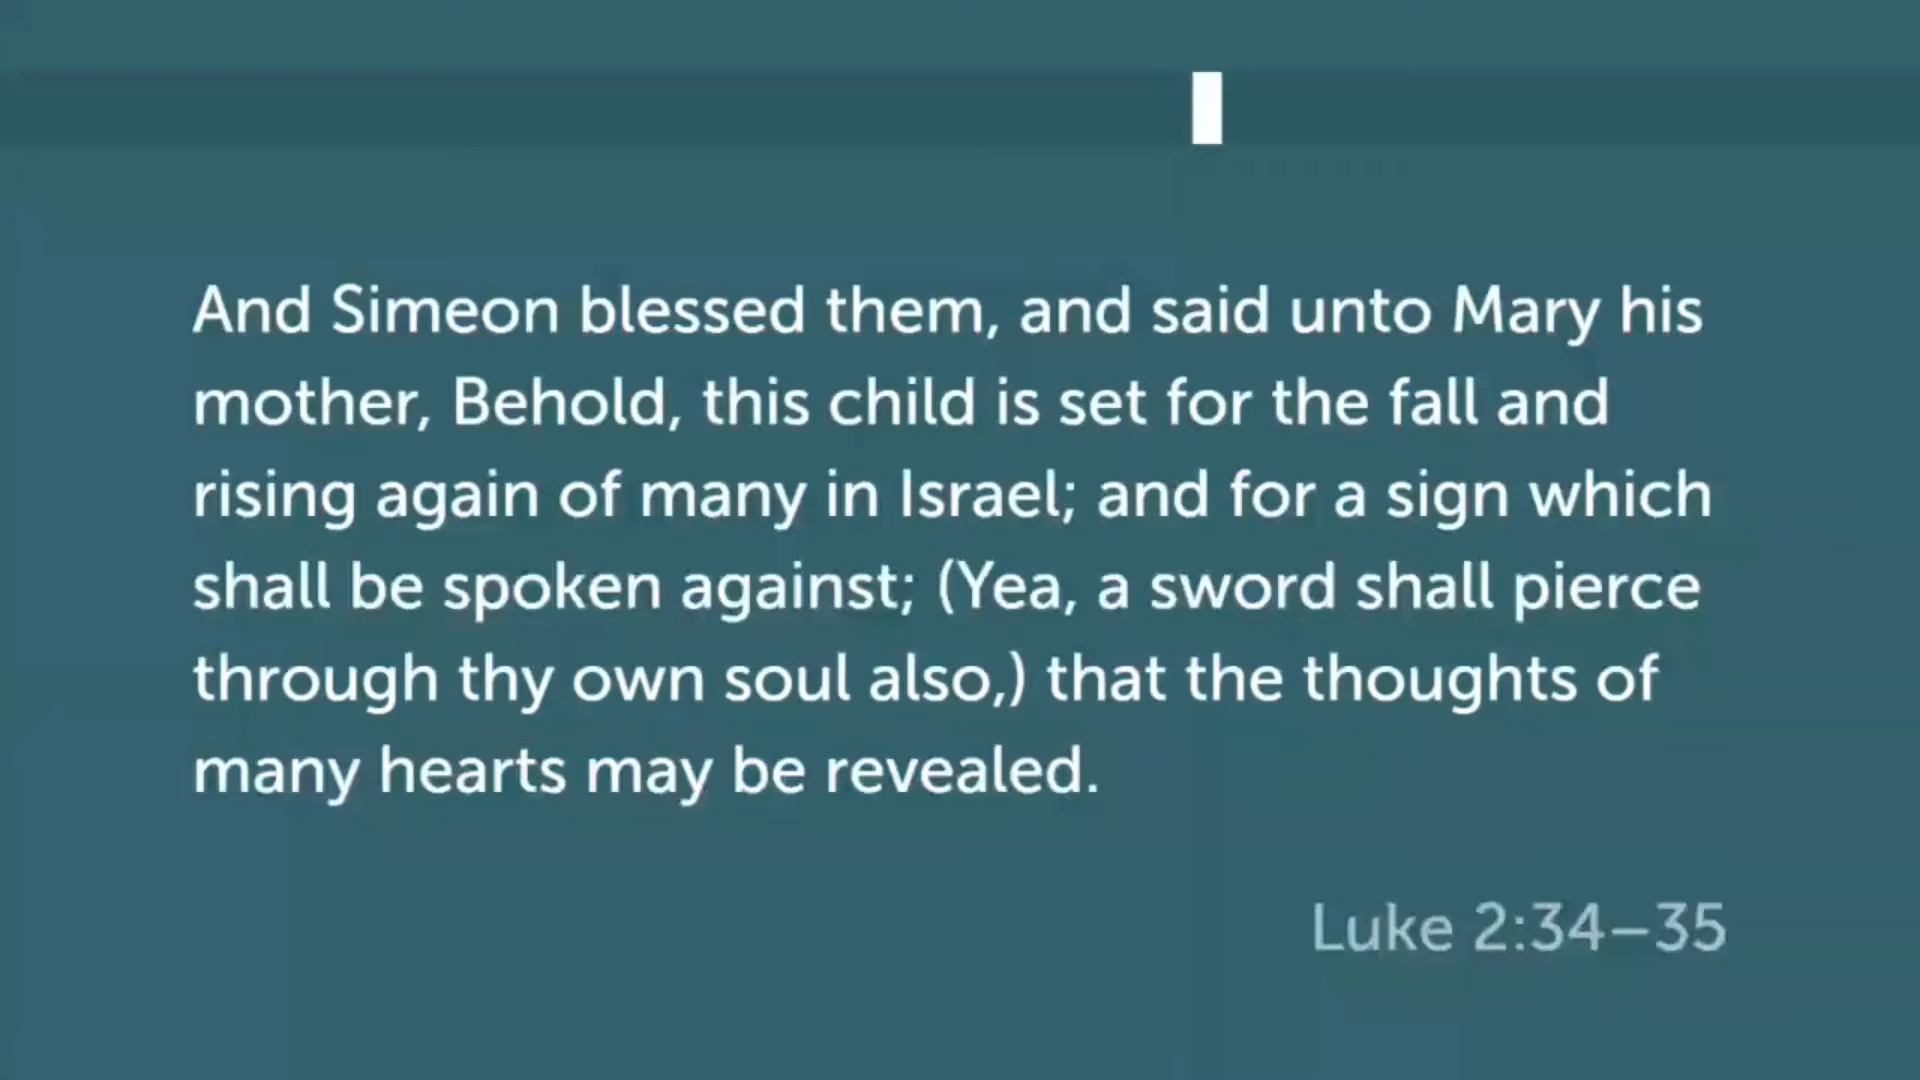 And Simeon blessed them, and said unto Mary his
mother, Behold, this child is set for the fall and
rising again of many in Israel; and for a sign which
shall be spoken against; (Yea, a sword shall pierce
through thy own soul also,) that the thoughts of
many hearts may be revealed.
Luke 2:34–35